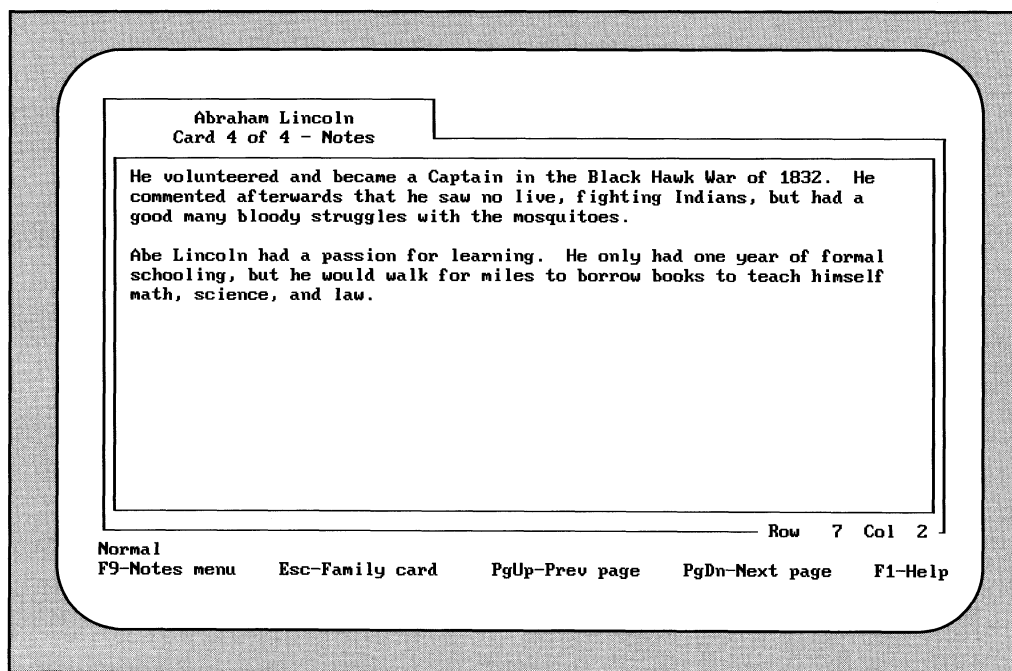 Abraham Lincoln
Card 4 of 4 - Notes
He volunteered and became a Captain in the Black Hawk War of 1832.  He
commented afterwards that he saw no live, fighting Indians, but had a
good many bloody struggles with the mosquitoes.
Abe Lincoln had a passion for learning.  He only had one year of formal
schooling, but he would walk for miles to borrow books to teach himself
math, science, and law.
Row 7 Col 2
Normal
F9-Notes menu Esc-Family card PgUp-Prev page PgDn-Next page F1-Help